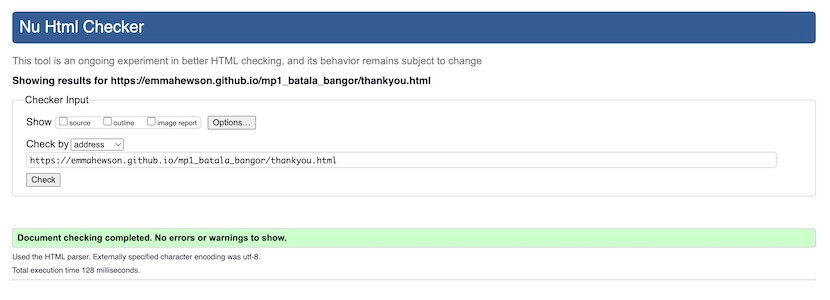 Nu Html Checker
This tool is an ongoing experiment in better HTML checking, and its behavior remains subject to change
Showing results for https://emmahewson.github.io/mp1_batala_bangor/thankyou.html
Checker Input
Show source outline image report Options...
Check by address
https://emmahewson.github.io/mp1_batala_bangor/thankyou.html
Check
Document checking completed. No errors or warnings to show.
Used the HTML parser. Externally specified character encoding was utf-8.
Total execution time 128 milliseconds.